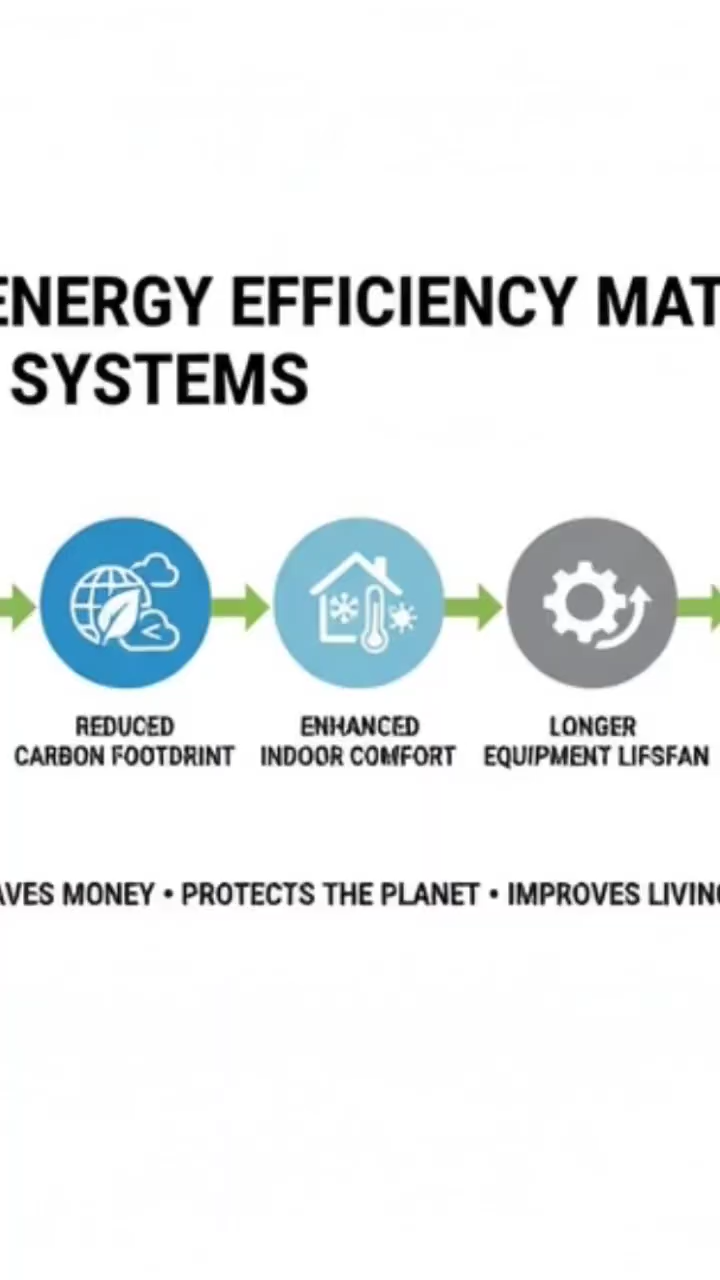 ENERGY EFFICIENCY MAT
SYSTEMS
REDUCED
CARBON FOOTDRINT
ENHANCED
INDOOR COMFORT
LONGER
EQUIPMENT LIFSFAN
AVES MONEY • PROTECTS THE PLANET • IMPROVES LIVING